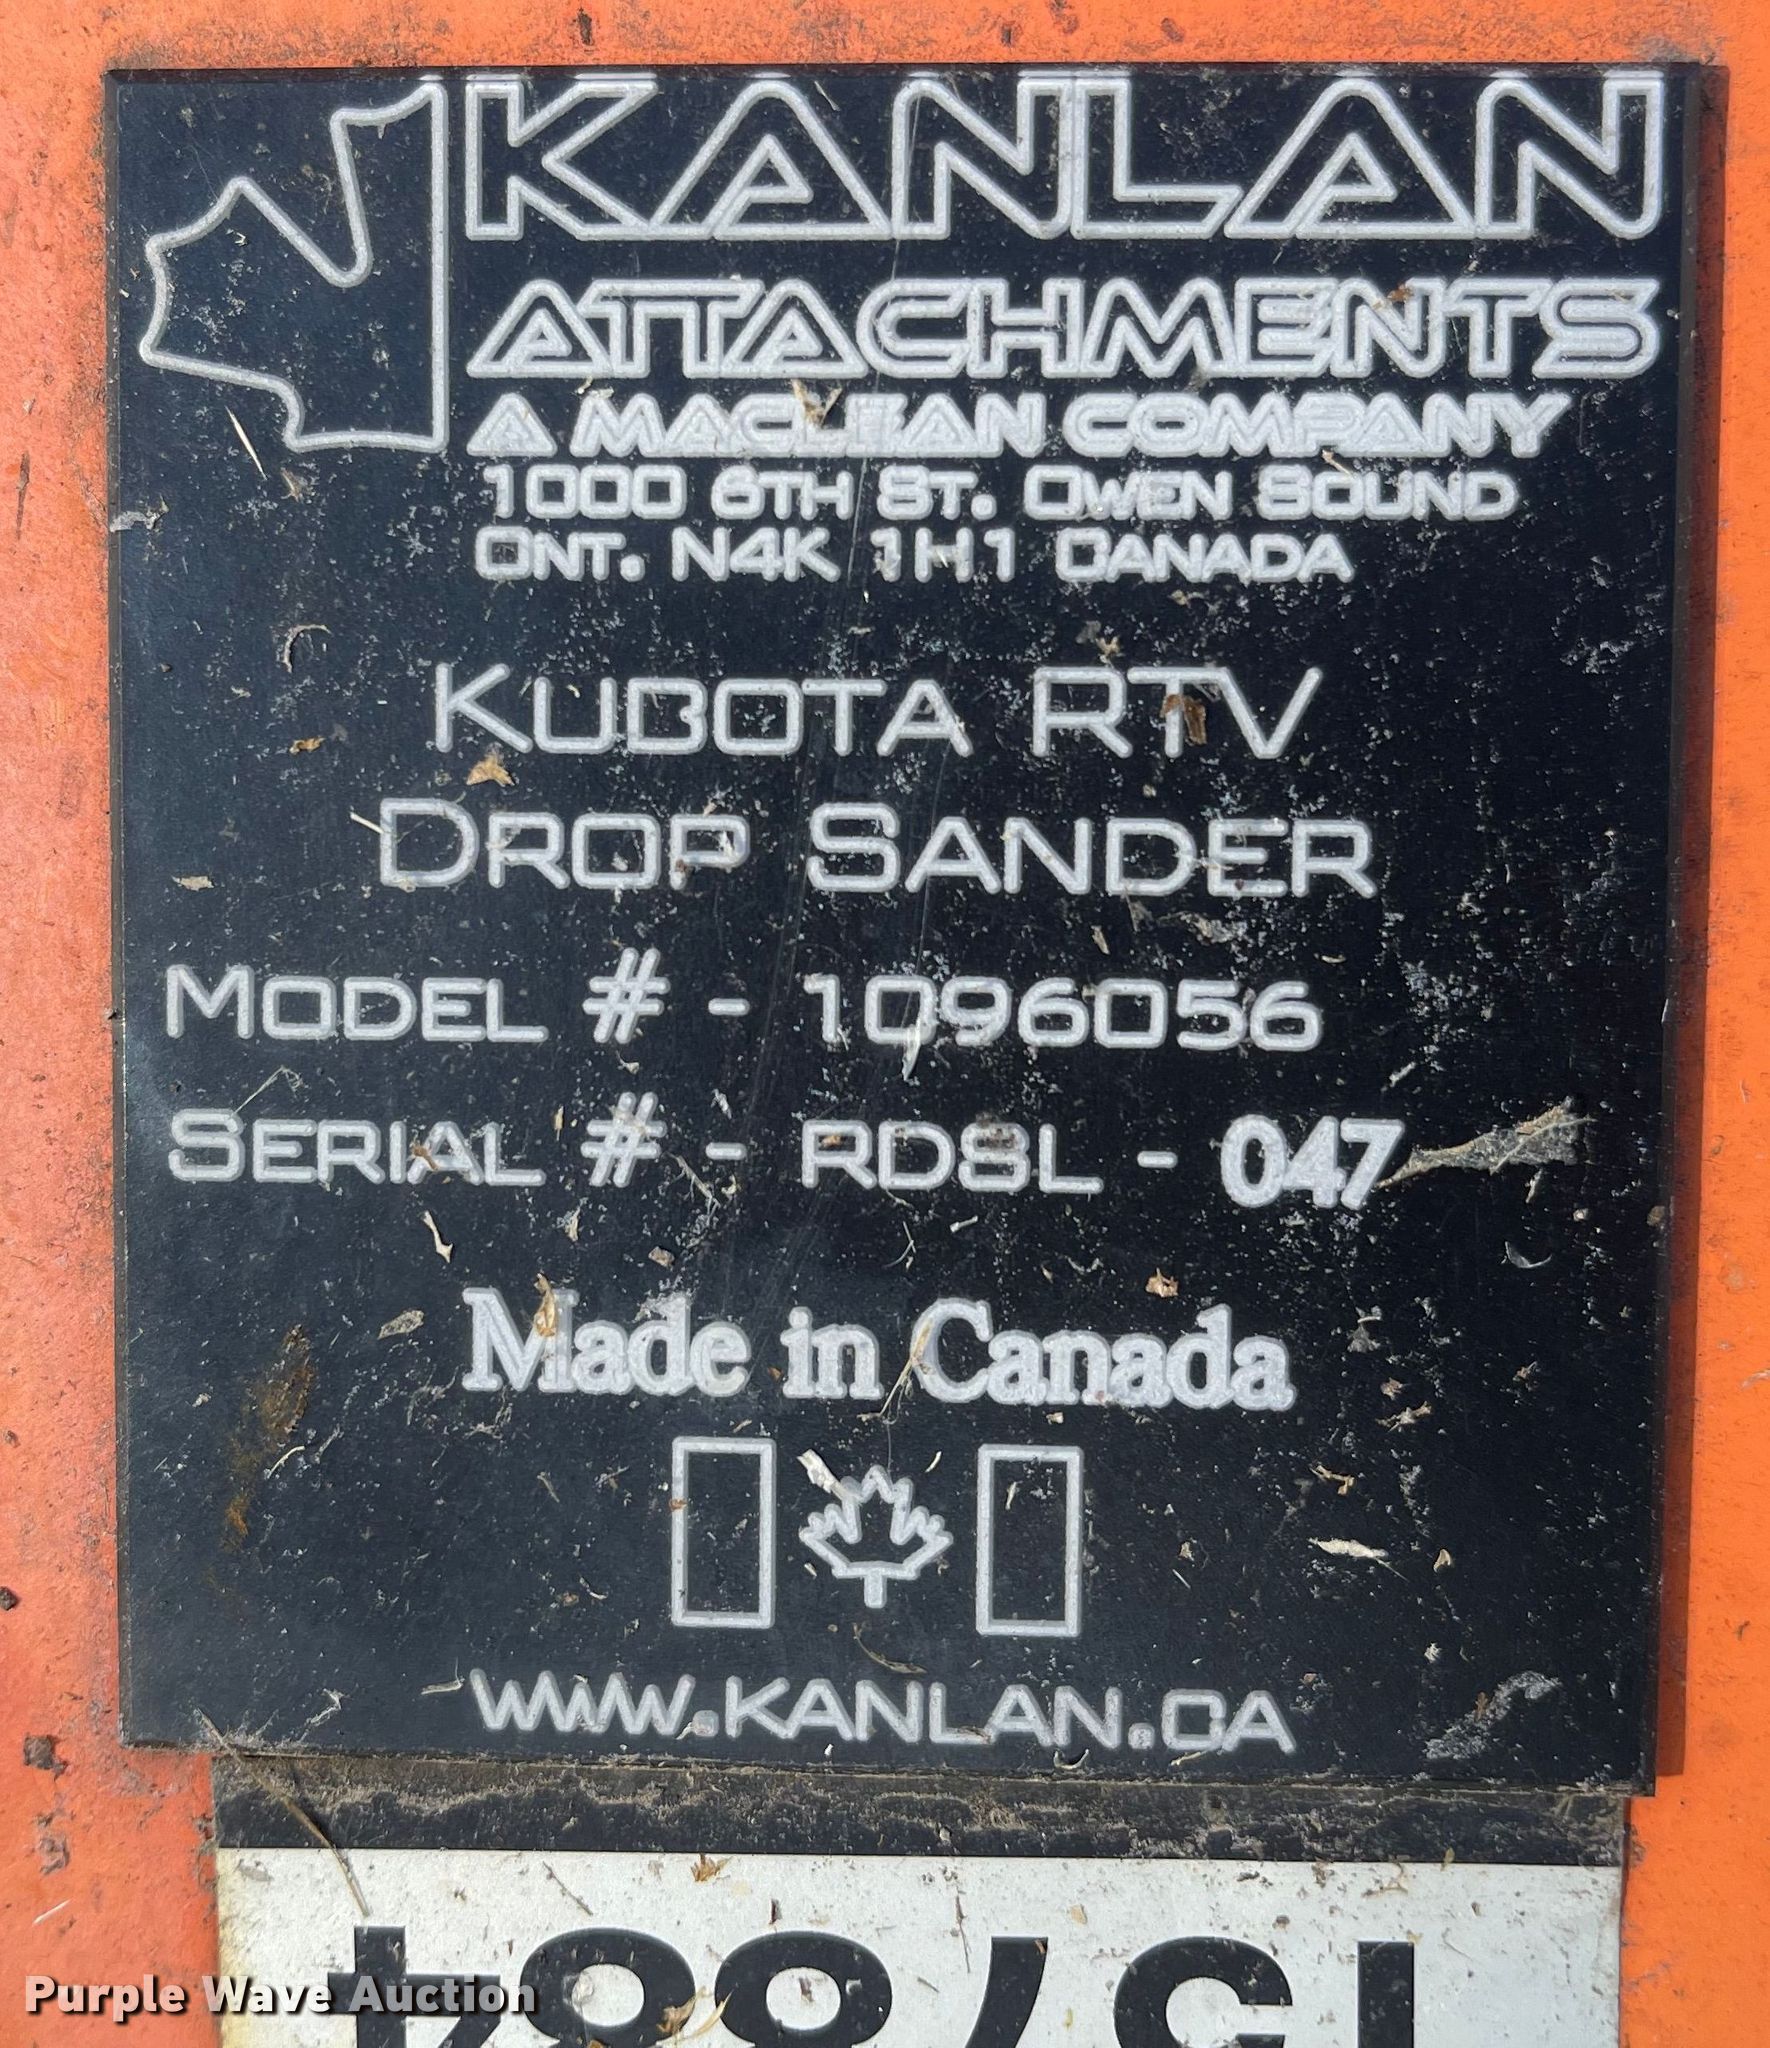 KANLAN
ATTACHMENTS
A MACLEAN COMPANY
1000 6TH ST. OWEN SOUND
ONT. N4K 1H1 CANADA
KUBOTA RTV
DROP SANDER
MODEL # - 1096056
SERIAL # - RDSL - 047
Made in Canada
WWW.KANLAN.CA
Purple Wave Auction